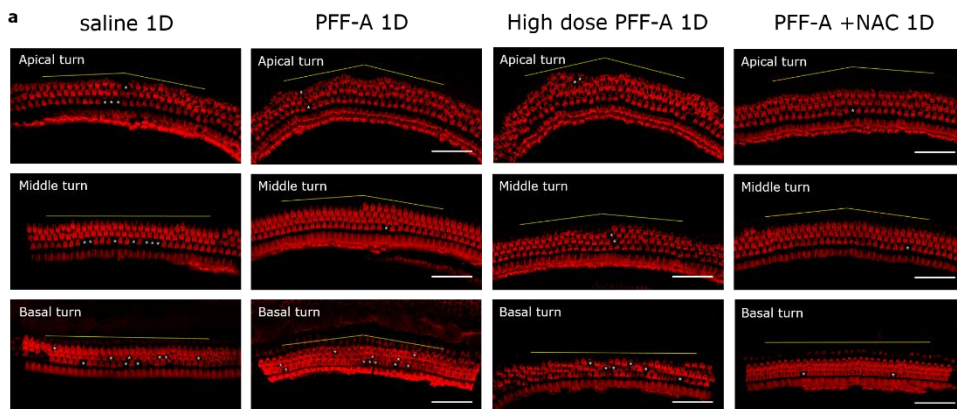 a
saline 1D
PFF-A 1D
High dose PFF-A 1D
PFF-A +NAC 1D
Apical turn
Apical turn
Apical turn
Apical turn
Middle turn
Middle turn
Middle turn
Middle turn
Basal turn
Basal turn
Basal turn
Basal turn